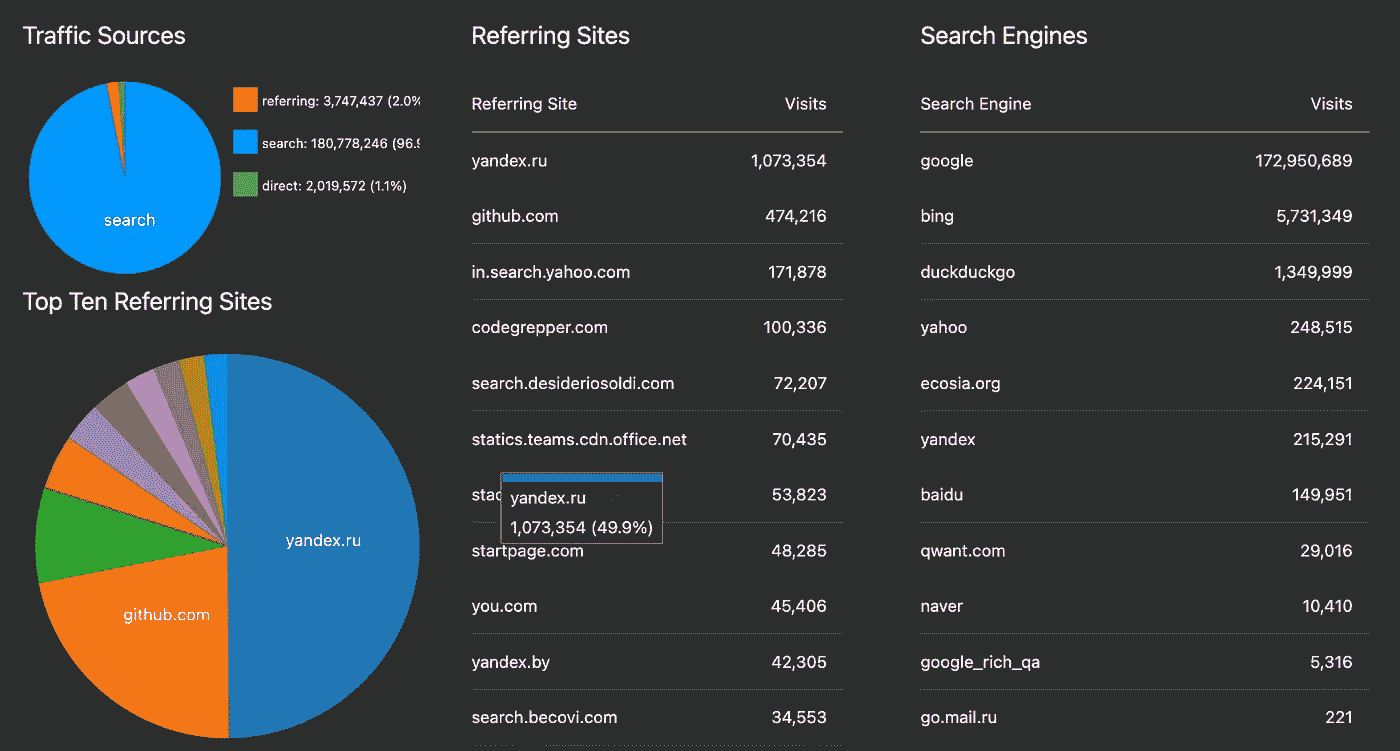 Traffic Sources
referring: 3,747,437 (2.0%
search: 180,778,246 (96.9
direct: 2,019,572 (1.1%)
search
Top Ten Referring Sites
yandex.ru
github.com
Referring Sites
Referring Site Visits
yandex.ru 1,073,354
github.com 474,216
in.search.yahoo.com 171,878
codegrepper.com 100,336
search.desideriosoldi.com 72,207
statics.teams.cdn.office.net 70,435
53,823
yandex.ru
1,073,354 (49.9%)
startpage.com 48,285
you.com 45,406
yandex.by 42,305
search.becovi.com 34,553
Search Engines
Search Engine Visits
google 172,950,689
bing 5,731,349
duckduckgo 1,349,999
yahoo 248,515
ecosia.org 224,151
yandex 215,291
baidu 149,951
qwant.com 29,016
naver 10,410
google_rich_qa 5,316
go.mail.ru 221